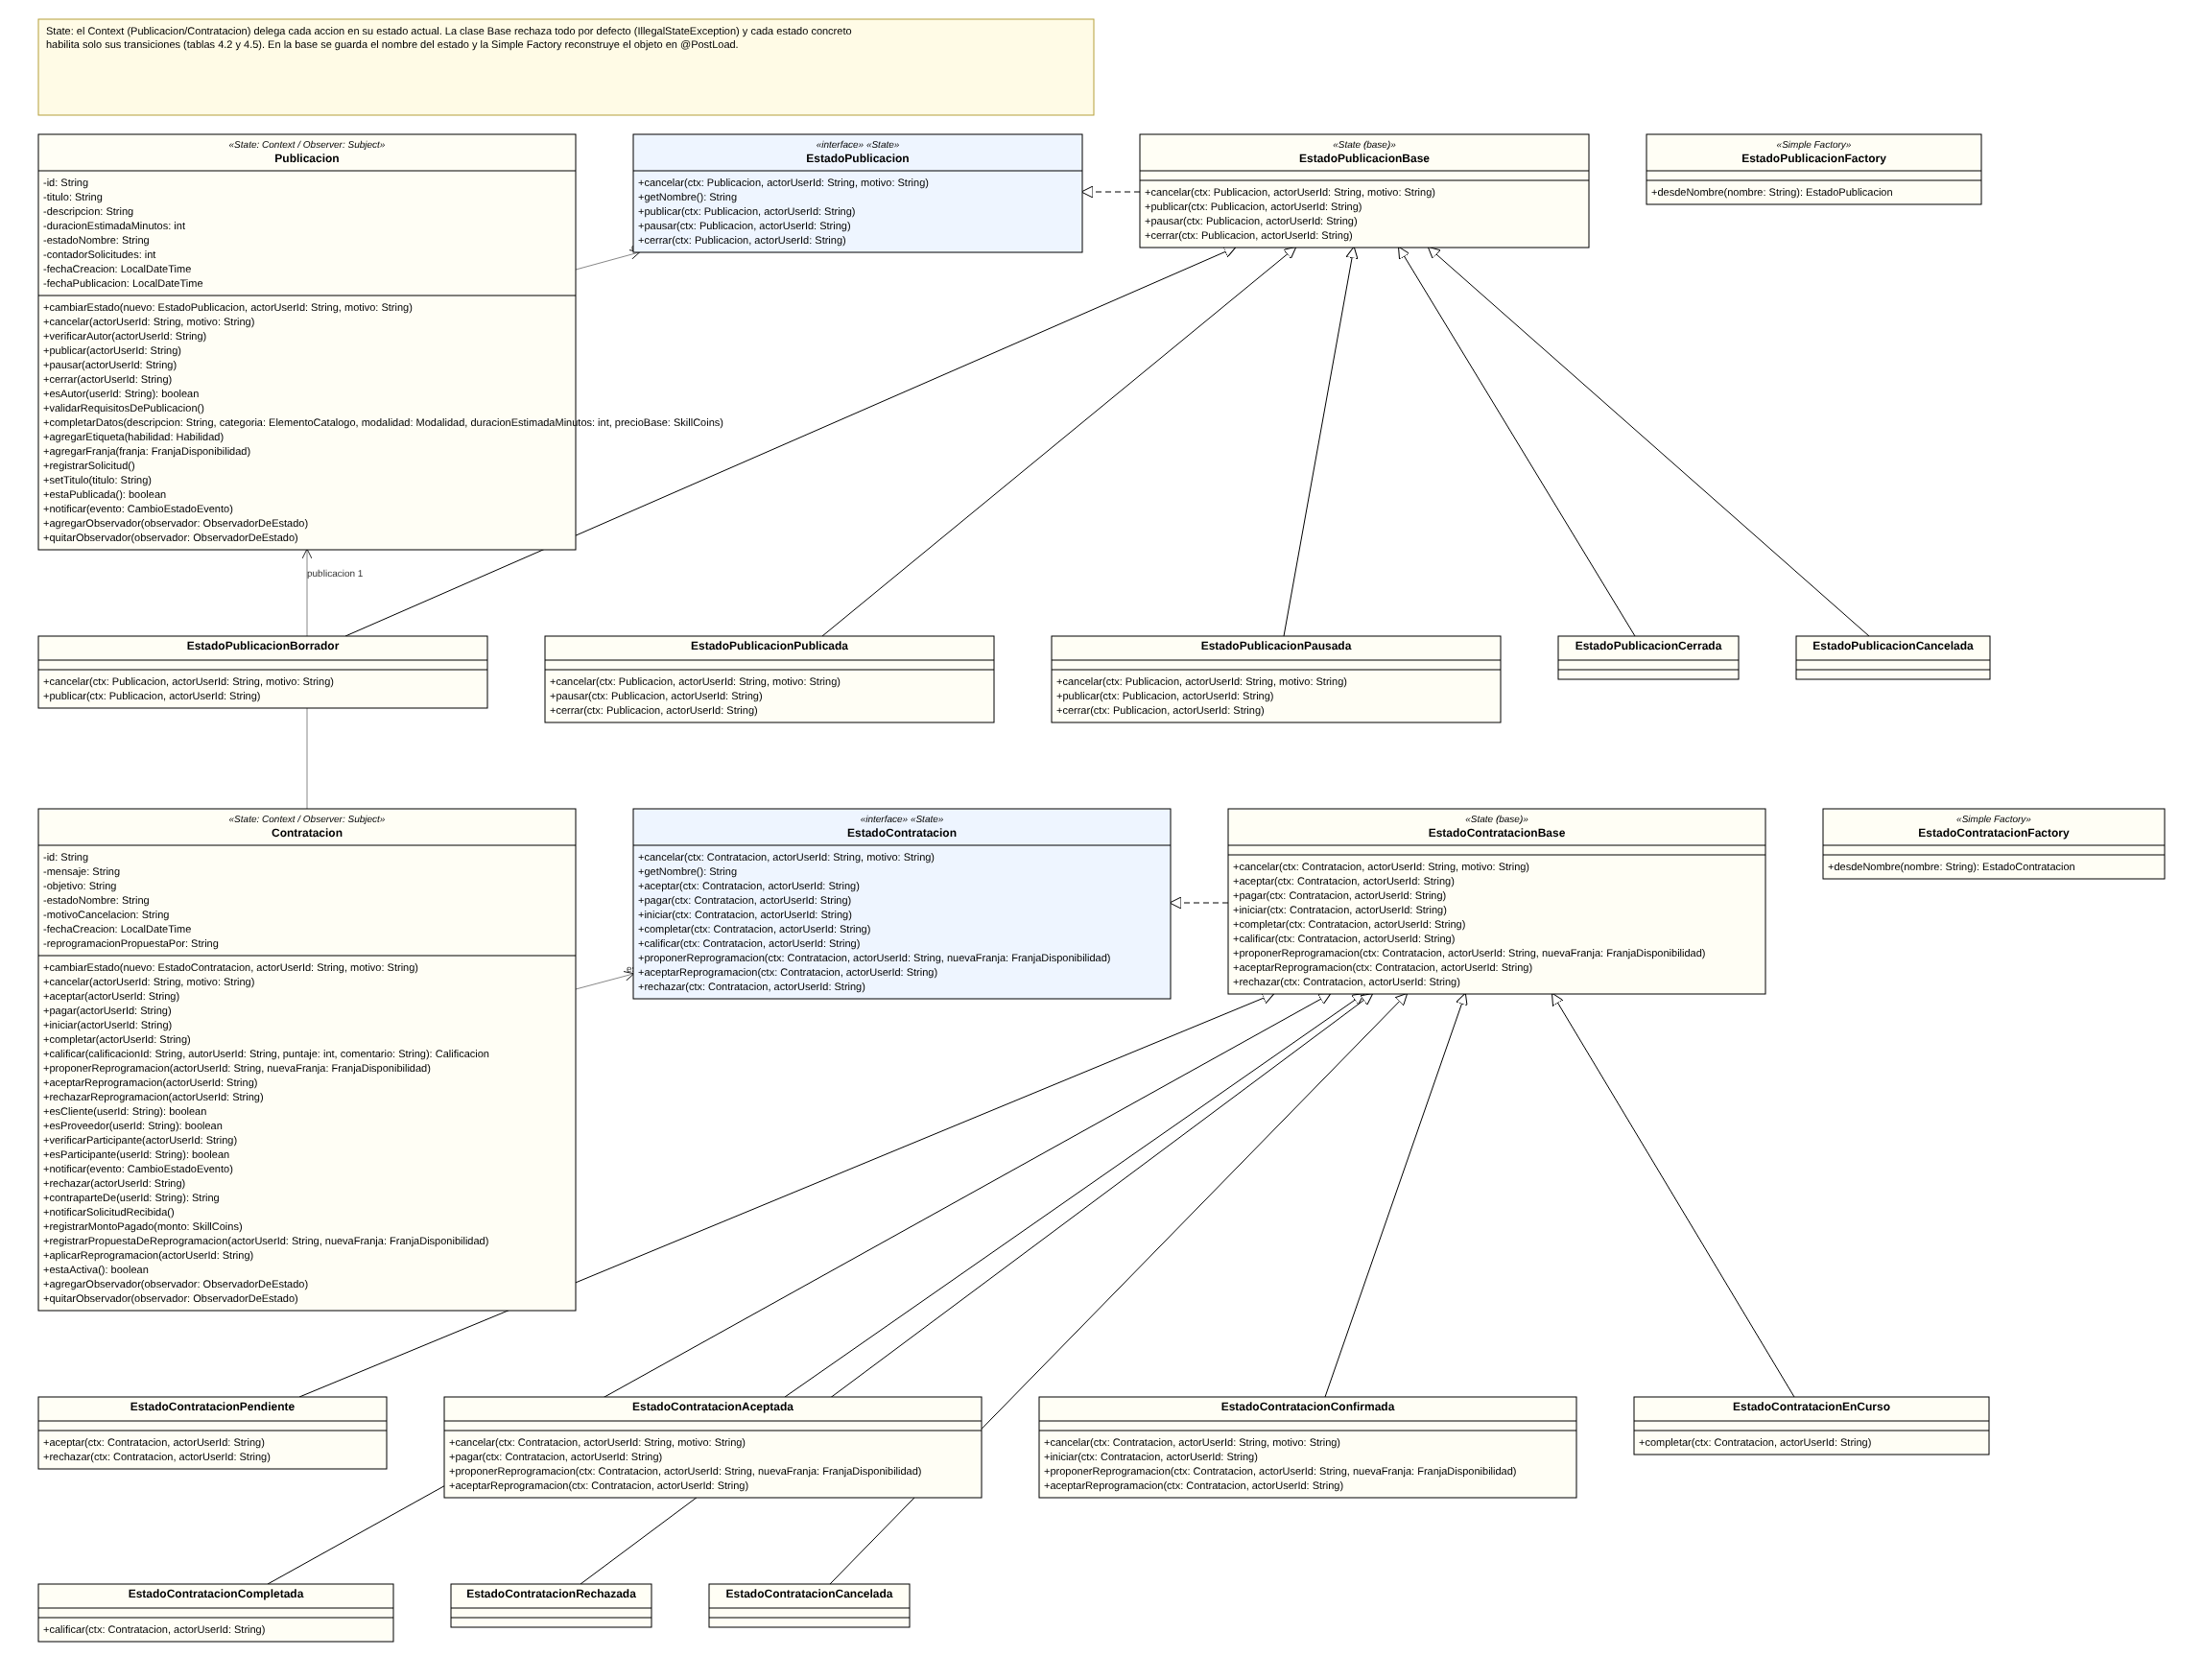 State: el Context (Publicacion/Contratacion) delega cada accion en su estado actual. La clase Base rechaza todo por defecto (IllegalStateException) y cada estado concreto
habilita solo sus transiciones (tablas 4.2 y 4.5). En la base se guarda el nombre del estado y la Simple Factory reconstruye el objeto en @PostLoad.
«State: Context / Observer: Subject»
Publicacion
-id: String
-titulo: String
-descripcion: String
-duracionEstimadaMinutos: int
-estadoNombre: String
-contadorSolicitudes: int
-fechaCreacion: LocalDateTime
-fechaPublicacion: LocalDateTime
+cambiarEstado(nuevo: EstadoPublicacion, actorUserId: String, motivo: String)
+cancelar(actorUserId: String, motivo: String)
+verificarAutor(actorUserId: String)
+publicar(actorUserId: String)
+pausar(actorUserId: String)
+cerrar(actorUserId: String)
+esAutor(userId: String): boolean
+validarRequisitosDePublicacion()
+completarDatos(descripcion: String, categoria: ElementoCatalogo, modalidad: Modalidad, duracionEstimadaMinutos: int, precioBase: SkillCoins)
+agregarEtiqueta(habilidad: Habilidad)
+agregarFranja(franja: FranjaDisponibilidad)
+registrarSolicitud()
+setTitulo(titulo: String)
+estaPublicada(): boolean
+notificar(evento: CambioEstadoEvento)
+agregarObservador(observador: ObservadorDeEstado)
+quitarObservador(observador: ObservadorDeEstado)
«interface» «State»
EstadoPublicacion
+cancelar(ctx: Publicacion, actorUserId: String, motivo: String)
+getNombre(): String
+publicar(ctx: Publicacion, actorUserId: String)
+pausar(ctx: Publicacion, actorUserId: String)
+cerrar(ctx: Publicacion, actorUserId: String)
«State (base)»
EstadoPublicacionBase
+cancelar(ctx: Publicacion, actorUserId: String, motivo: String)
+publicar(ctx: Publicacion, actorUserId: String)
+pausar(ctx: Publicacion, actorUserId: String)
+cerrar(ctx: Publicacion, actorUserId: String)
«Simple Factory»
EstadoPublicacionFactory
+desdeNombre(nombre: String): EstadoPublicacion
publicacion 1
EstadoPublicacionBorrador
+cancelar(ctx: Publicacion, actorUserId: String, motivo: String)
+publicar(ctx: Publicacion, actorUserId: String)
EstadoPublicacionPublicada
+cancelar(ctx: Publicacion, actorUserId: String, motivo: String)
+pausar(ctx: Publicacion, actorUserId: String)
+cerrar(ctx: Publicacion, actorUserId: String)
EstadoPublicacionPausada
+cancelar(ctx: Publicacion, actorUserId: String, motivo: String)
+publicar(ctx: Publicacion, actorUserId: String)
+cerrar(ctx: Publicacion, actorUserId: String)
EstadoPublicacionCerrada
EstadoPublicacionCancelada
«State: Context / Observer: Subject»
Contratacion
-id: String
-mensaje: String
-objetivo: String
-estadoNombre: String
-motivoCancelacion: String
-fechaCreacion: LocalDateTime
-reprogramacionPropuestaPor: String
+cambiarEstado(nuevo: EstadoContratacion, actorUserId: String, motivo: String)
+cancelar(actorUserId: String, motivo: String)
+aceptar(actorUserId: String)
+pagar(actorUserId: String)
+iniciar(actorUserId: String)
+completar(actorUserId: String)
+calificar(calificacionId: String, autorUserId: String, puntaje: int, comentario: String): Calificacion
+proponerReprogramacion(actorUserId: String, nuevaFranja: FranjaDisponibilidad)
+aceptarReprogramacion(actorUserId: String)
+rechazarReprogramacion(actorUserId: String)
+esCliente(userId: String): boolean
+esProveedor(userId: String): boolean
+verificarParticipante(actorUserId: String)
+esParticipante(userId: String): boolean
+notificar(evento: CambioEstadoEvento)
+rechazar(actorUserId: String)
+contraparteDe(userId: String): String
+notificarSolicitudRecibida()
+registrarMontoPagado(monto: SkillCoins)
+registrarPropuestaDeReprogramacion(actorUserId: String, nuevaFranja: FranjaDisponibilidad)
+aplicarReprogramacion(actorUserId: String)
+estaActiva(): boolean
+agregarObservador(observador: ObservadorDeEstado)
+quitarObservador(observador: ObservadorDeEstado)
«interface» «State»
EstadoContratacion
+cancelar(ctx: Contratacion, actorUserId: String, motivo: String)
+getNombre(): String
+aceptar(ctx: Contratacion, actorUserId: String)
+pagar(ctx: Contratacion, actorUserId: String)
+iniciar(ctx: Contratacion, actorUserId: String)
+completar(ctx: Contratacion, actorUserId: String)
+calificar(ctx: Contratacion, actorUserId: String)
+proponerReprogramacion(ctx: Contratacion, actorUserId: String, nuevaFranja: FranjaDisponibilidad)
+aceptarReprogramacion(ctx: Contratacion, actorUserId: String)
+rechazar(ctx: Contratacion, actorUserId: String)
«State (base)»
EstadoContratacionBase
+cancelar(ctx: Contratacion, actorUserId: String, motivo: String)
+aceptar(ctx: Contratacion, actorUserId: String)
+pagar(ctx: Contratacion, actorUserId: String)
+iniciar(ctx: Contratacion, actorUserId: String)
+completar(ctx: Contratacion, actorUserId: String)
+calificar(ctx: Contratacion, actorUserId: String)
+proponerReprogramacion(ctx: Contratacion, actorUserId: String, nuevaFranja: FranjaDisponibilidad)
+aceptarReprogramacion(ctx: Contratacion, actorUserId: String)
+rechazar(ctx: Contratacion, actorUserId: String)
«Simple Factory»
EstadoContratacionFactory
+desdeNombre(nombre: String): EstadoContratacion
EstadoContratacionPendiente
+aceptar(ctx: Contratacion, actorUserId: String)
+rechazar(ctx: Contratacion, actorUserId: String)
EstadoContratacionAceptada
+cancelar(ctx: Contratacion, actorUserId: String, motivo: String)
+pagar(ctx: Contratacion, actorUserId: String)
+proponerReprogramacion(ctx: Contratacion, actorUserId: String, nuevaFranja: FranjaDisponibilidad)
+aceptarReprogramacion(ctx: Contratacion, actorUserId: String)
EstadoContratacionConfirmada
+cancelar(ctx: Contratacion, actorUserId: String, motivo: String)
+iniciar(ctx: Contratacion, actorUserId: String)
+proponerReprogramacion(ctx: Contratacion, actorUserId: String, nuevaFranja: FranjaDisponibilidad)
+aceptarReprogramacion(ctx: Contratacion, actorUserId: String)
EstadoContratacionEnCurso
+completar(ctx: Contratacion, actorUserId: String)
EstadoContratacionCompletada
+calificar(ctx: Contratacion, actorUserId: String)
EstadoContratacionRechazada
EstadoContratacionCancelada